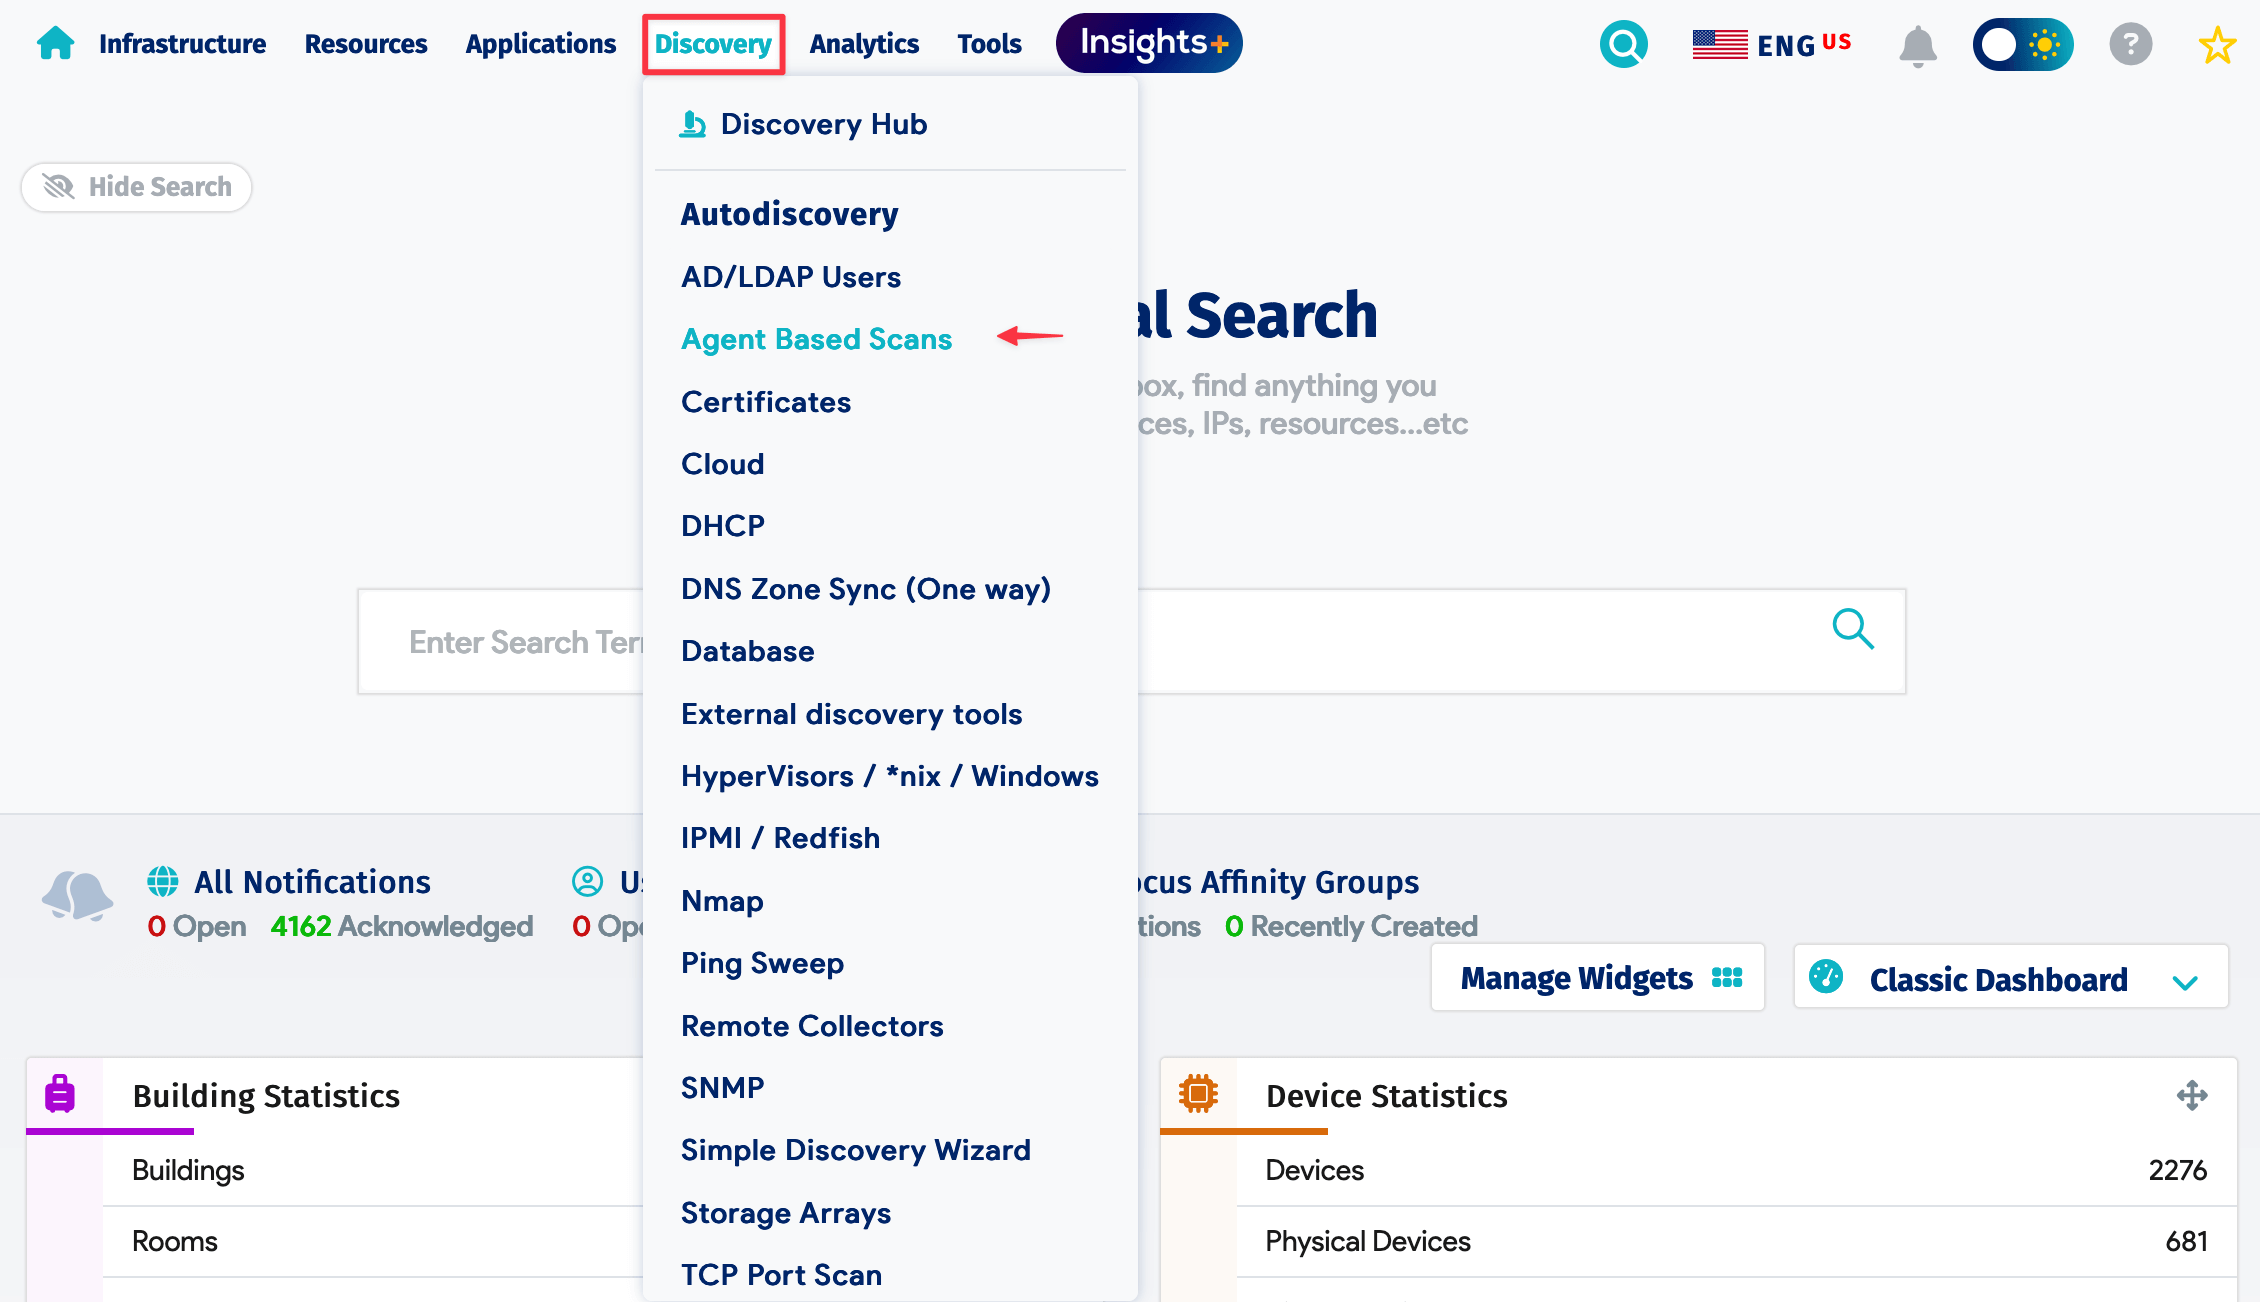 Infrastructure Resources Applications Discovery Analytics Tools Insights+ ENG US ?
Discovery Hub
Hide Search
Autodiscovery
AD/LDAP Users
Agent Based Scans
Certificates
Cloud
DHCP
DNS Zone Sync (One way)
Database
External discovery tools
HyperVisors / *nix / Windows
IPMI / Redfish
Nmap
Ping Sweep
Remote Collectors
SNMP
Simple Discovery Wizard
Storage Arrays
TCP Port Scan
al Search
box, find anything you
ces, IPs, resources...etc
Enter Search Ter
All Notifications
0 Open 4162 Acknowledged
Us
0 Ope
ocus Affinity Groups
tions 0 Recently Created
Manage Widgets
Classic Dashboard
Building Statistics
Buildings
Rooms
Device Statistics
Devices 2276
Physical Devices 681